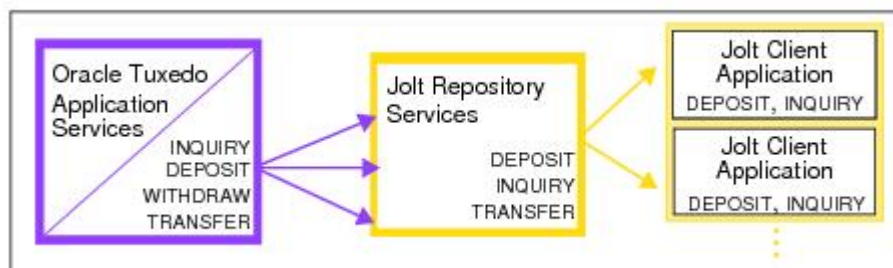 Oracle Tuxedo
Application
Services
INQUIRY
DEPOSIT
WITHDRAW
TRANSFER
Jolt Repository
Services
DEPOSIT
INQUIRY
TRANSFER
Jolt Client
Application
DEPOSIT, INQUIRY
Jolt Client
Application
DEPOSIT, INQUIRY